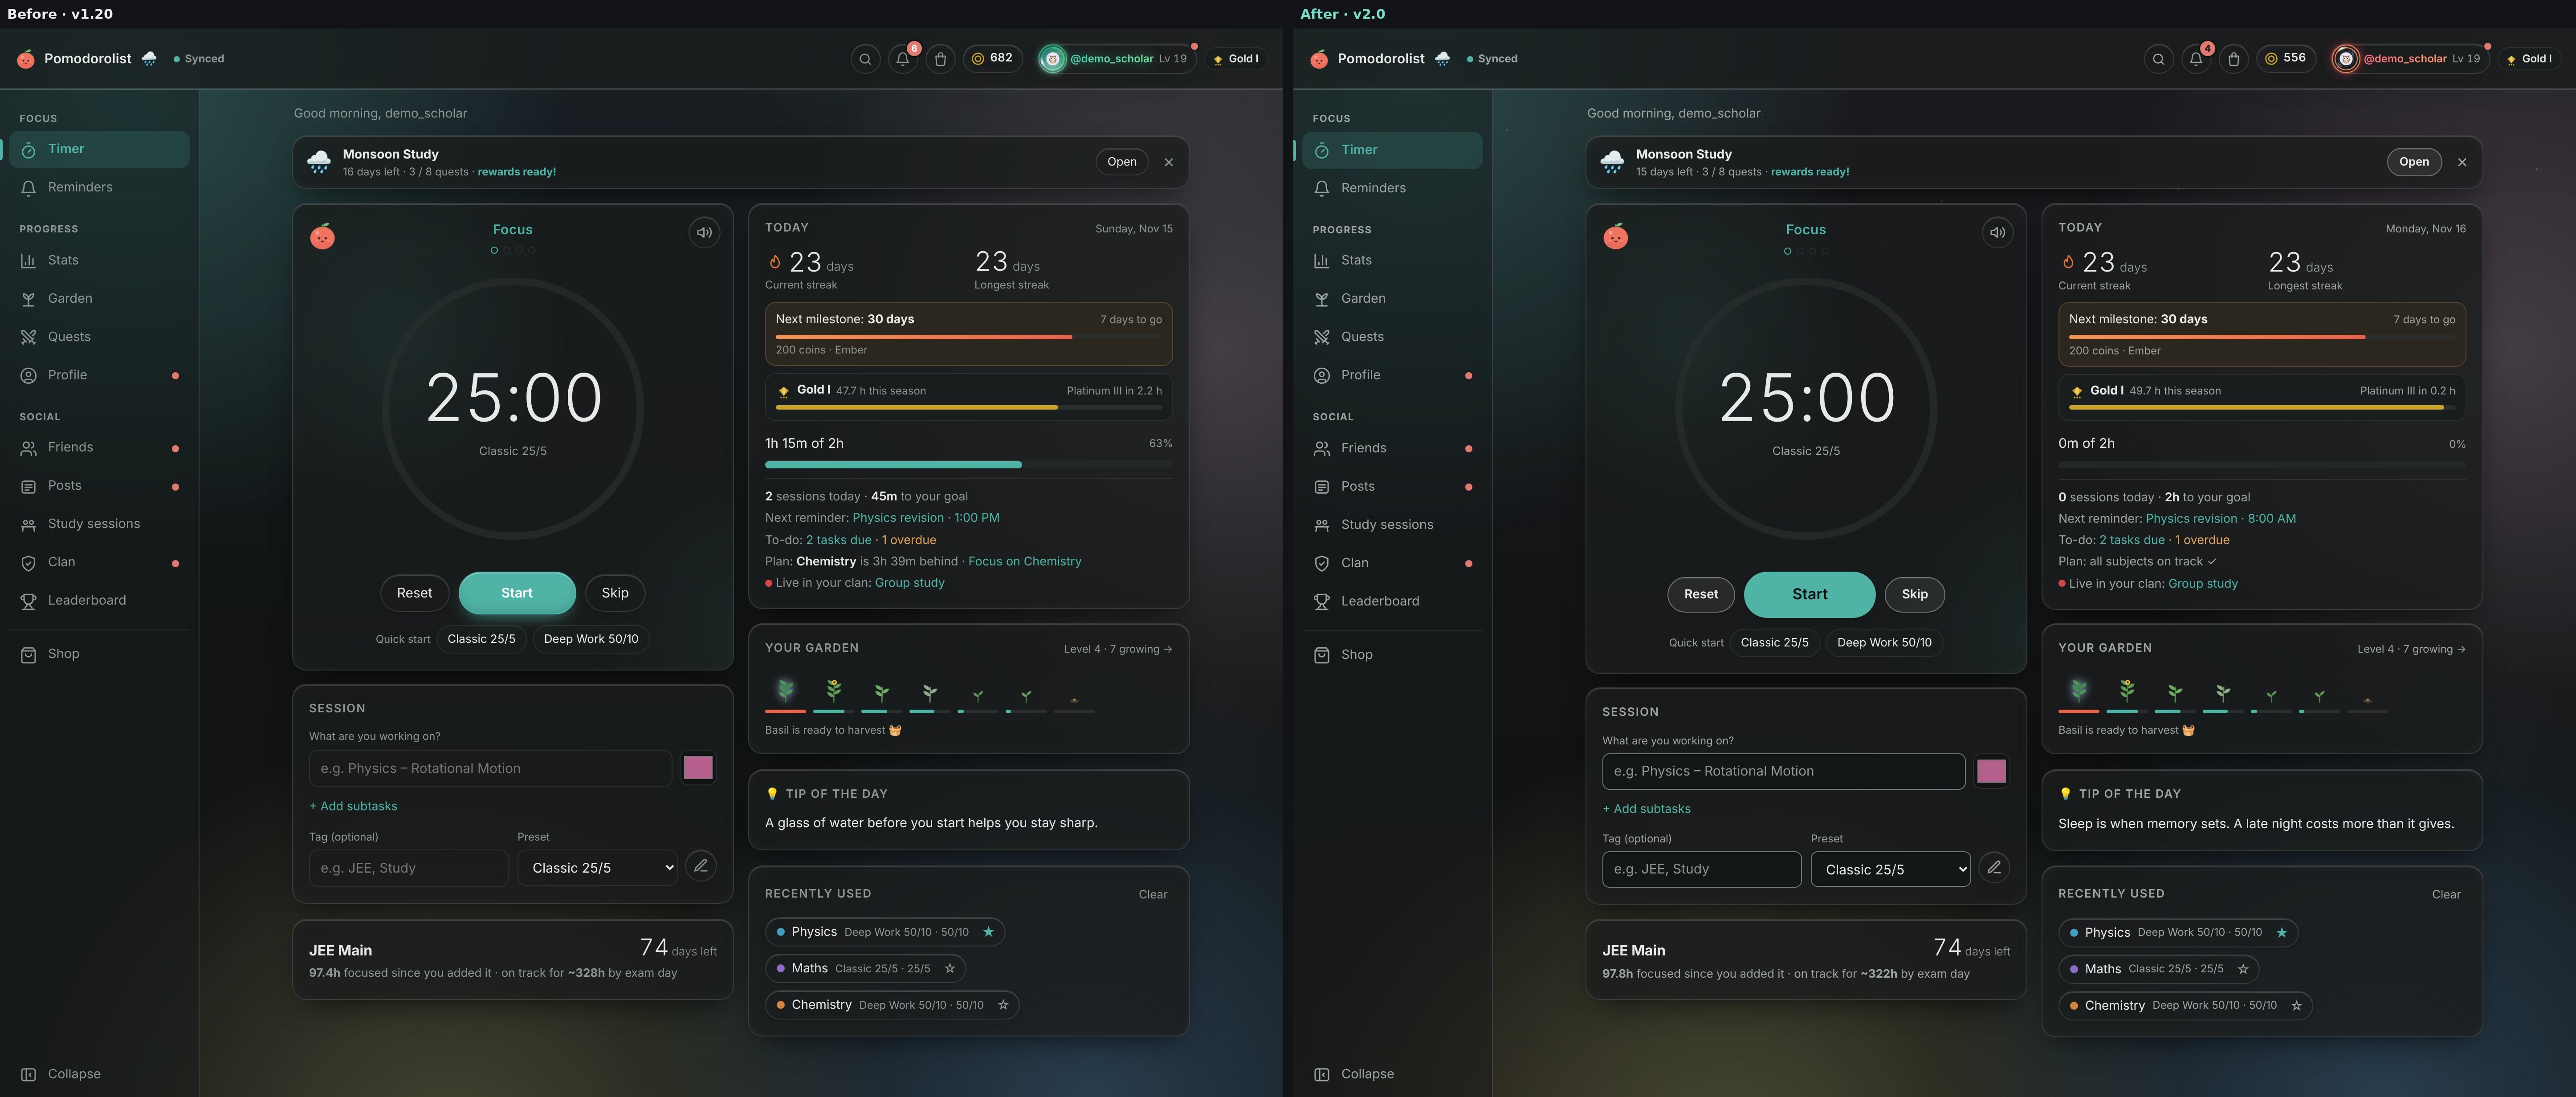 Before · v1.20
Pomodorolist
Synced
6
682
@demo_scholar Lv 19
Gold I
FOCUS
Timer
Reminders
PROGRESS
Stats
Garden
Quests
Profile
SOCIAL
Friends
Posts
Study sessions
Clan
Leaderboard
Shop
Collapse
Good morning, demo_scholar
Monsoon Study
16 days left · 3 / 8 quests · rewards ready!
Open
Focus
25:00
Classic 25/5
Reset
Start
Skip
Quick start
Classic 25/5
Deep Work 50/10
SESSION
What are you working on?
e.g. Physics – Rotational Motion
+ Add subtasks
Tag (optional)
Preset
e.g. JEE, Study
Classic 25/5
JEE Main
74 days left
97.4h focused since you added it · on track for ~328h by exam day
TODAY
Sunday, Nov 15
23 days
Current streak
23 days
Longest streak
Next milestone: 30 days
7 days to go
200 coins · Ember
Gold I 47.7 h this season
Platinum III in 2.2 h
1h 15m of 2h
63%
2 sessions today · 45m to your goal
Next reminder: Physics revision · 1:00 PM
To-do: 2 tasks due · 1 overdue
Plan: Chemistry is 3h 39m behind · Focus on Chemistry
Live in your clan: Group study
YOUR GARDEN
Level 4 · 7 growing →
Basil is ready to harvest
TIP OF THE DAY
A glass of water before you start helps you stay sharp.
RECENTLY USED
Clear
Physics Deep Work 50/10 · 50/10
Maths Classic 25/5 · 25/5
Chemistry Deep Work 50/10 · 50/10
After · v2.0
Pomodorolist
Synced
4
556
@demo_scholar Lv 19
Gold I
FOCUS
Timer
Reminders
PROGRESS
Stats
Garden
Quests
Profile
SOCIAL
Friends
Posts
Study sessions
Clan
Leaderboard
Shop
Collapse
Good morning, demo_scholar
Monsoon Study
15 days left · 3 / 8 quests · rewards ready!
Open
Focus
25:00
Classic 25/5
Reset
Start
Skip
Quick start
Classic 25/5
Deep Work 50/10
SESSION
What are you working on?
e.g. Physics – Rotational Motion
+ Add subtasks
Tag (optional)
Preset
e.g. JEE, Study
Classic 25/5
JEE Main
74 days left
97.8h focused since you added it · on track for ~322h by exam day
TODAY
Monday, Nov 16
23 days
Current streak
23 days
Longest streak
Next milestone: 30 days
7 days to go
200 coins · Ember
Gold I 49.7 h this season
Platinum III in 0.2 h
0m of 2h
0%
0 sessions today · 2h to your goal
Next reminder: Physics revision · 8:00 AM
To-do: 2 tasks due · 1 overdue
Plan: all subjects on track ✓
Live in your clan: Group study
YOUR GARDEN
Level 4 · 7 growing →
Basil is ready to harvest
TIP OF THE DAY
Sleep is when memory sets. A late night costs more than it gives.
RECENTLY USED
Clear
Physics Deep Work 50/10 · 50/10
Maths Classic 25/5 · 25/5
Chemistry Deep Work 50/10 · 50/10